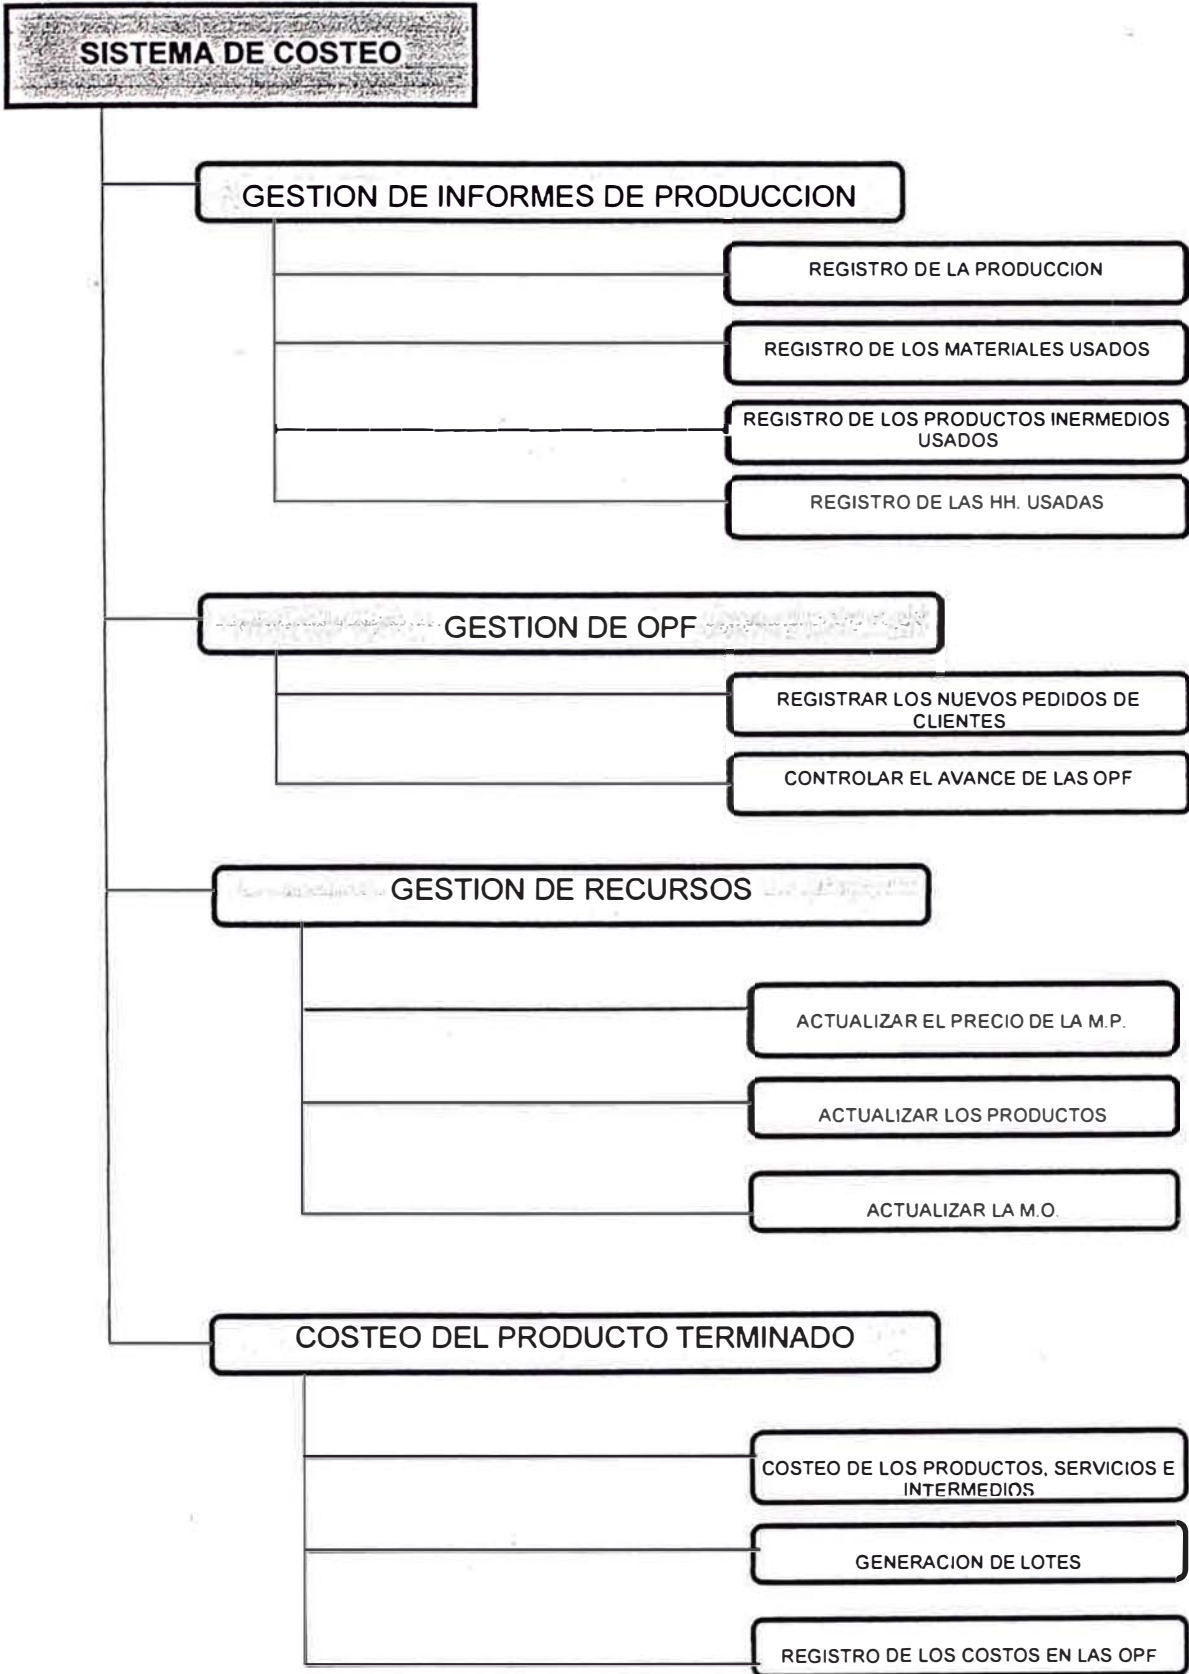 SISTEMA DE COSTEO
GESTION DE INFORMES DE PRODUCCION
REGISTRO DE LA PRODUCCION
REGISTRO DE LOS MATERIALES USADOS
REGISTRO DE LOS PRODUCTOS INERMEDIOS
USADOS
REGISTRO DE LAS HH. USADAS
GESTION DE OPF
REGISTRAR LOS NUEVOS PEDIDOS DE
CLIENTES
CONTROLAR EL AVANCE DE LAS OPF
GESTION DE RECURSOS
ACTUALIZAR EL PRECIO DE LA M.P.
ACTUALIZAR LOS PRODUCTOS
ACTUALIZAR LA M.O.
COSTEO DEL PRODUCTO TERMINADO
COSTEO DE LOS PRODUCTOS, SERVICIOS E
INTERMEDIOS
GENERACION DE LOTES
REGISTRO DE LOS COSTOS EN LAS OPF